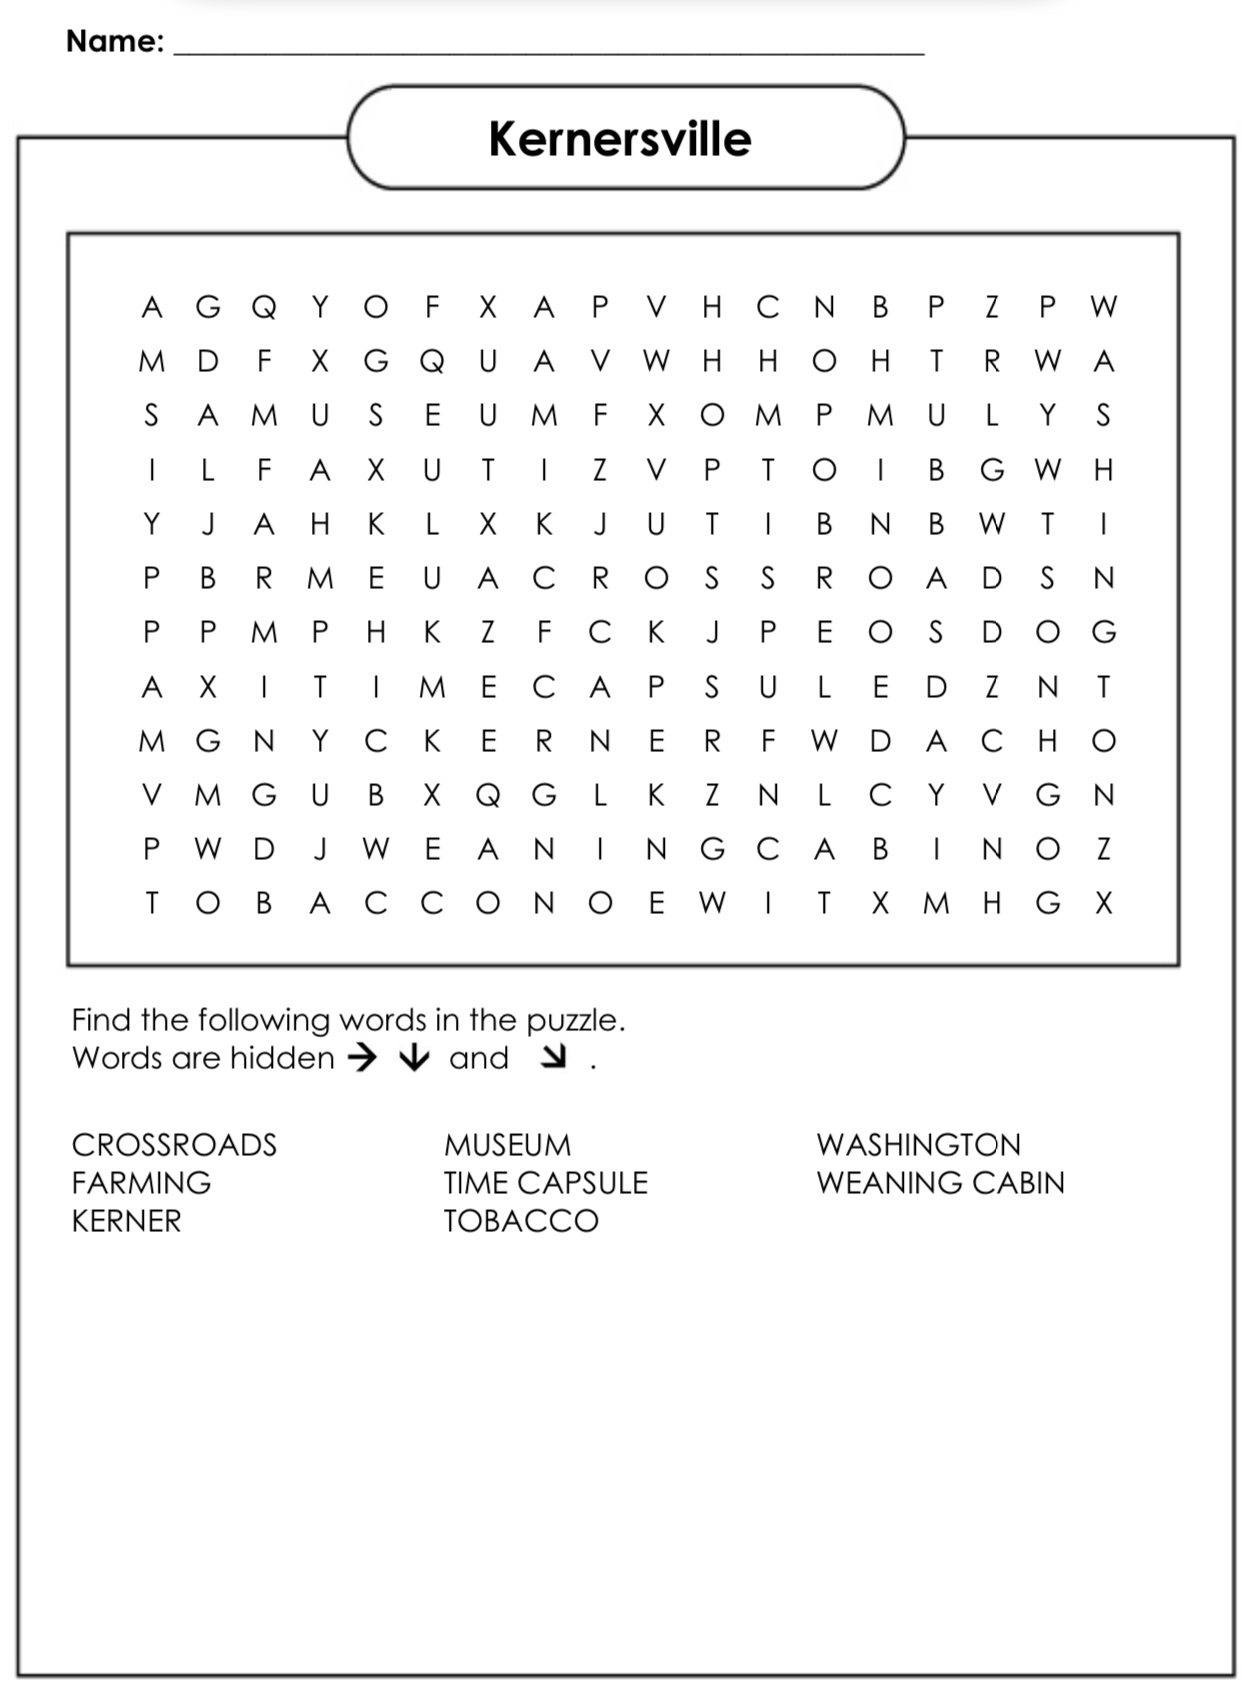 Name: ____________________________________________
Kernersville
A G Q Y O F X A P V H C N B P Z P W
M D F X G Q U A V W H H O H T R W A
S A M U S E U M F X O M P M U L Y S
I L F A X U T I Z V P T O I B G W H
Y J A H K L X K J U T I B N B W T I
P B R M E U A C R O S S R O A D S N
P P M P H K Z F C K J P E O S D O G
A X I T I M E C A P S U L E D Z N T
M G N Y C K E R N E R F W D A C H O
V M G U B X Q G L K Z N L C Y V G N
P W D J W E A N I N G C A B I N O Z
T O B A C C O N O E W I T X M H G X
Find the following words in the puzzle.
Words are hidden → ↓ and ↘ .
CROSSROADS MUSEUM WASHINGTON
FARMING TIME CAPSULE WEANING CABIN
KERNER TOBACCO